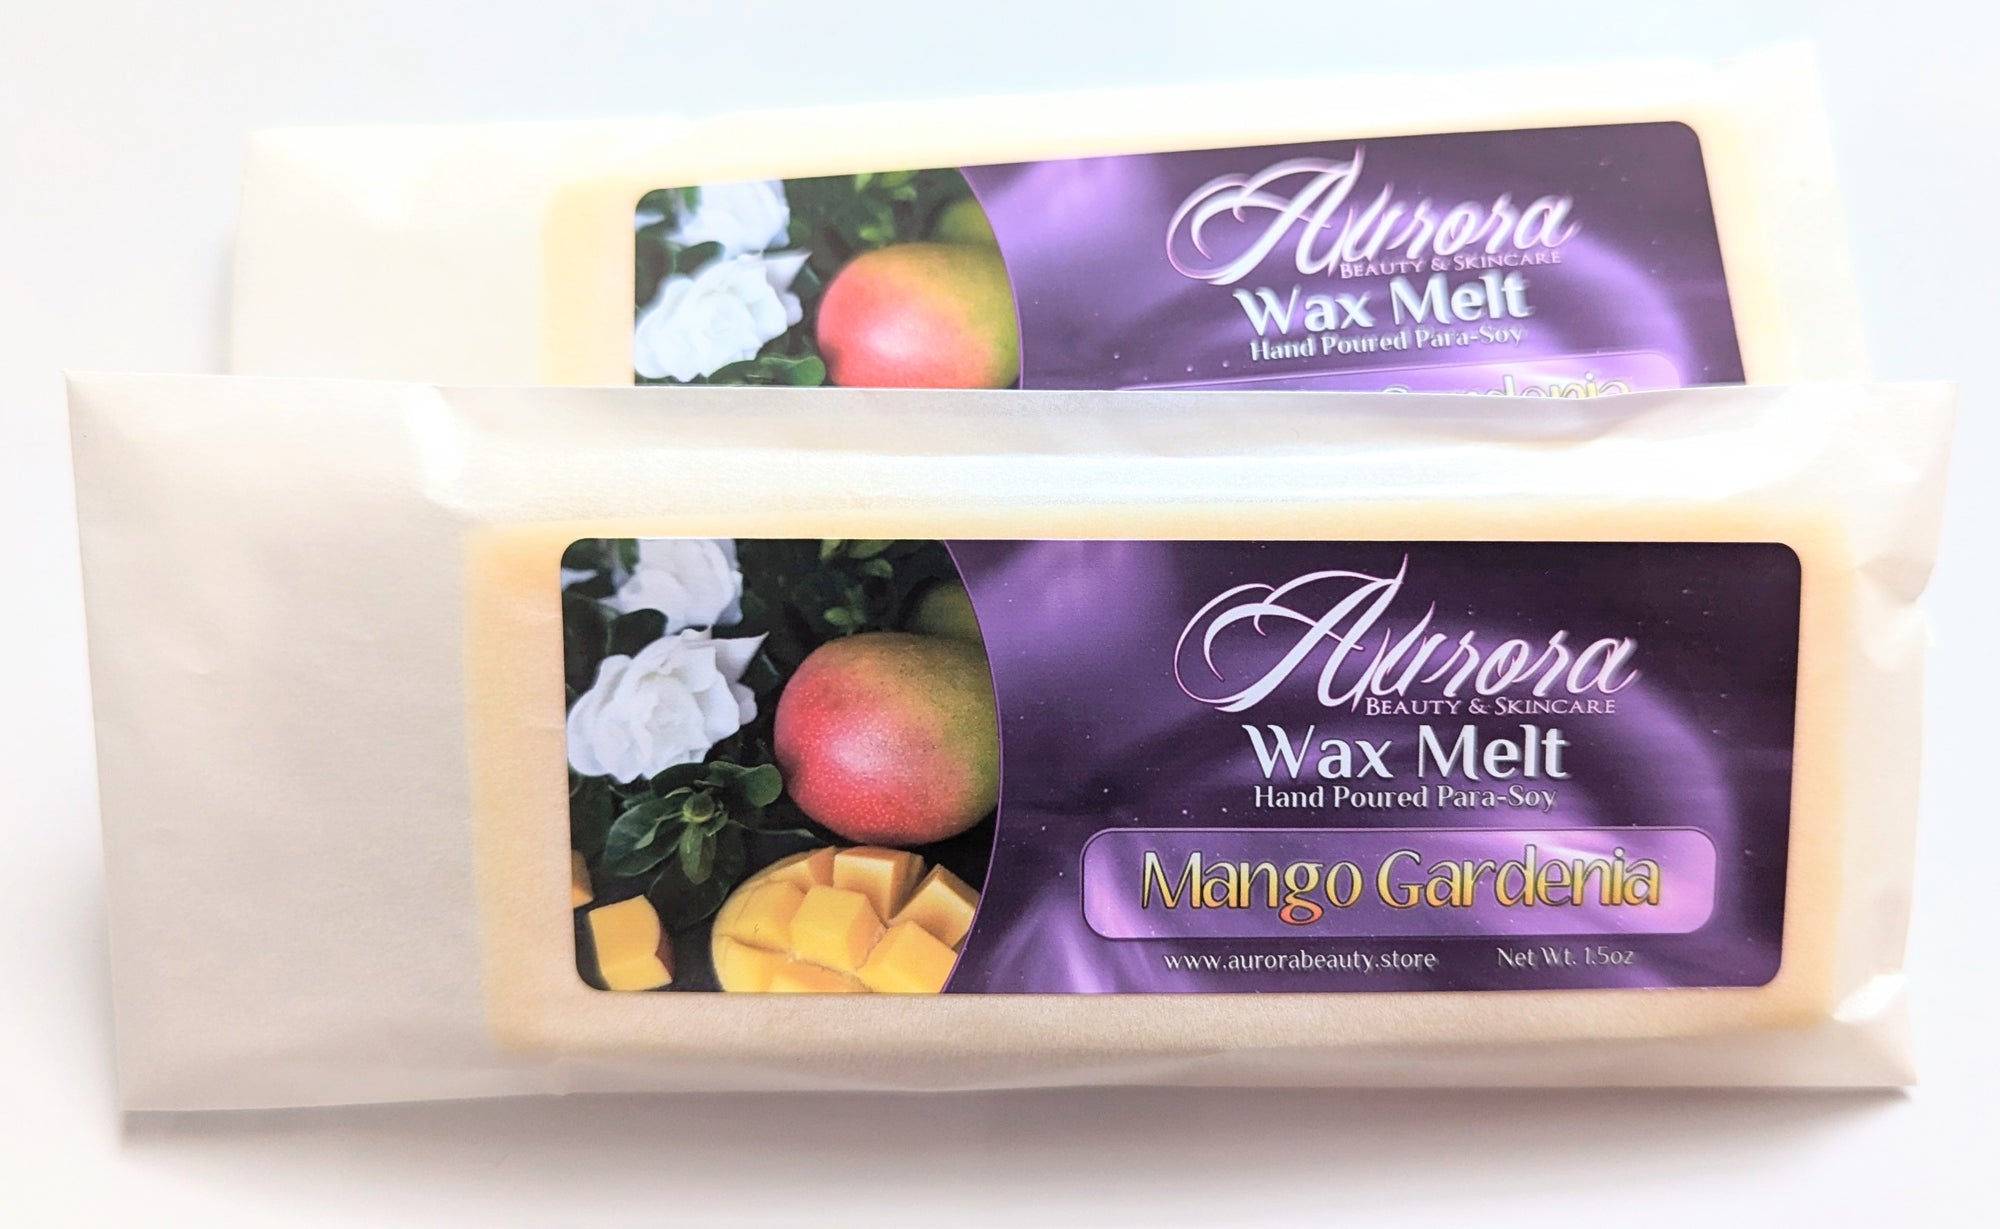 Aurora
BEAUTY & SKINCARE
Wax Melt
Hand Poured Para-Soy
Gardenia
Aurora
BEAUTY & SKINCARE
Wax Melt
Hand Poured Para-Soy
Mango Gardenia
www.aurorabeauty.store Net Wt. 1.5oz